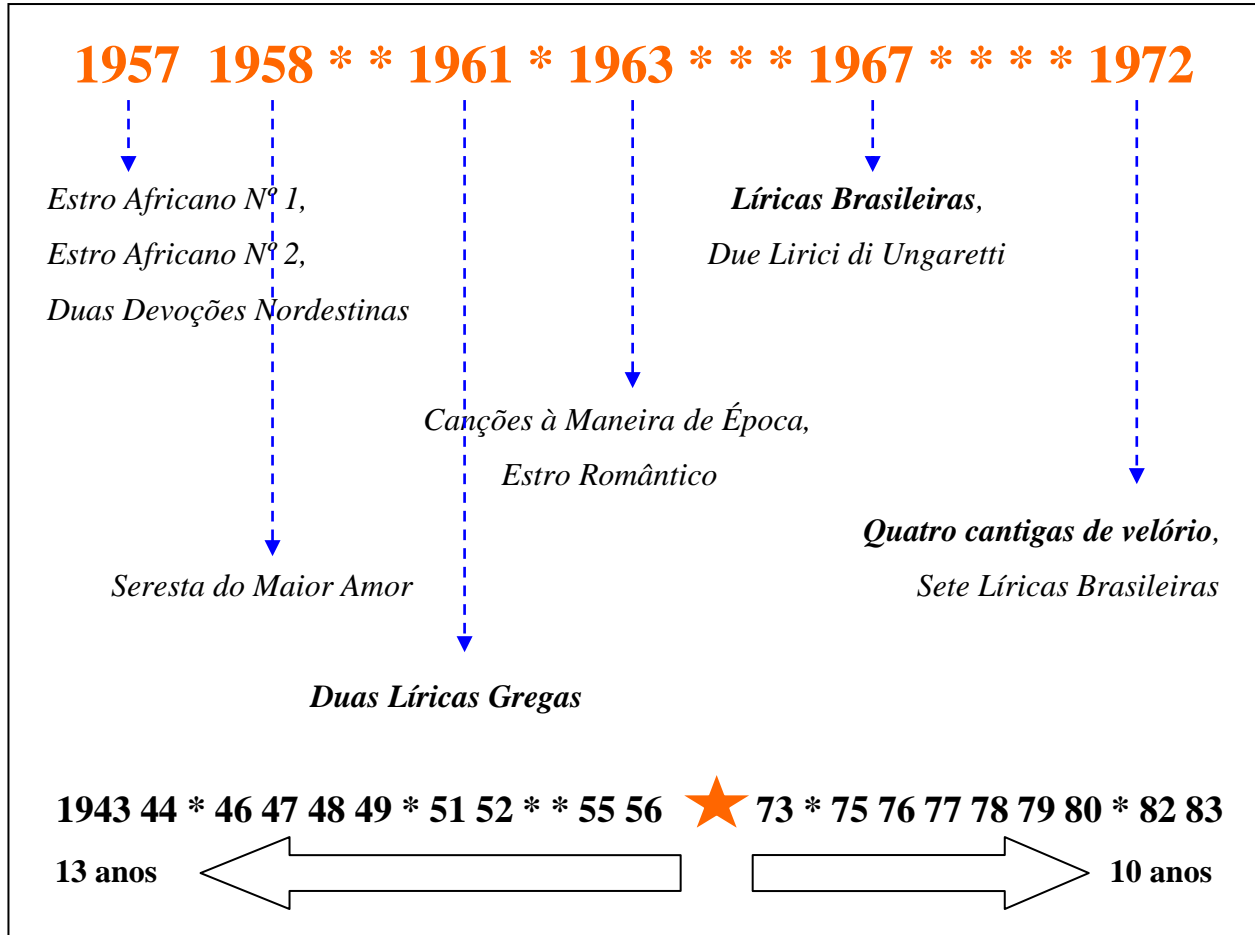 1957 1958 * * 1961 * 1963 * * * 1967 * * * * 1972
Estro Africano Nº 1,
Estro Africano Nº 2,
Duas Devoções Nordestinas
Líricas Brasileiras,
Due Lirici di Ungaretti
Canções à Maneira de Época,
Estro Romântico
Quatro cantigas de velório,
Sete Líricas Brasileiras
Seresta do Maior Amor
Duas Líricas Gregas
1943 44 * 46 47 48 49 * 51 52 * * 55 56 73 * 75 76 77 78 79 80 * 82 83
13 anos 10 anos